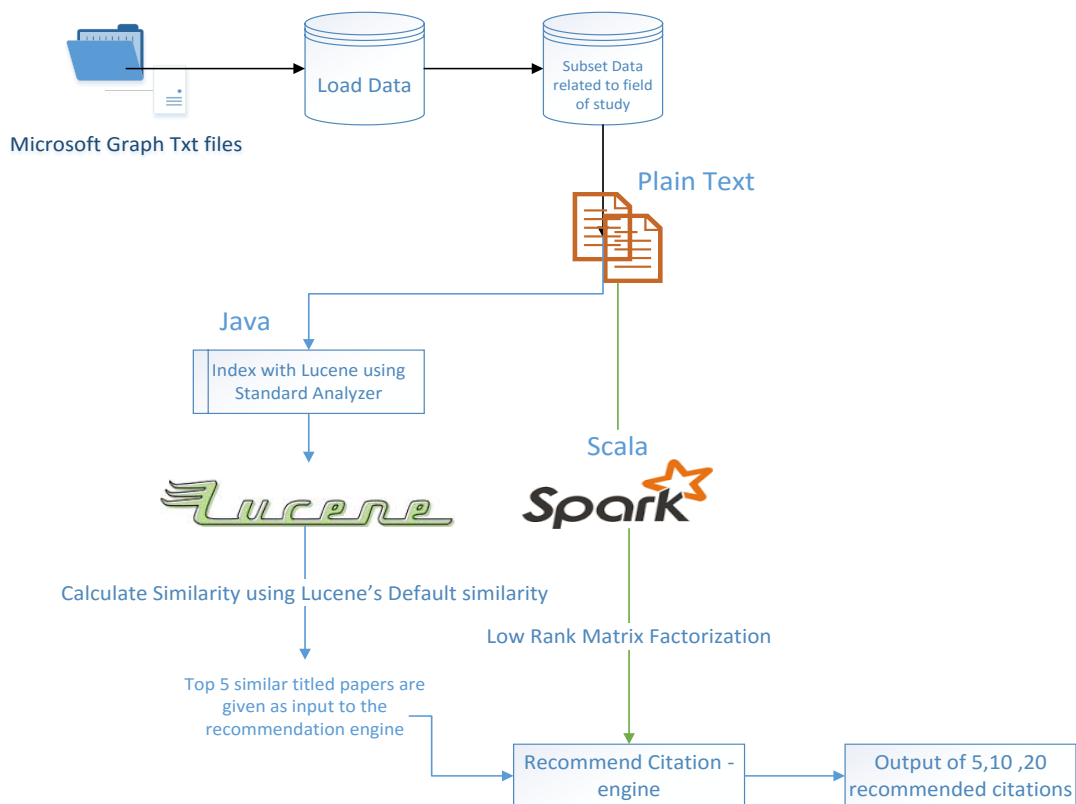 Load Data
Subset Data
related to field
of study
Microsoft Graph Txt files
Plain Text
Java
Index with Lucene using
Standard Analyzer
Scala
Lucene
Spark
Calculate Similarity using Lucene’s Default similarity
Low Rank Matrix Factorization
Top 5 similar titled papers are
given as input to the
recommendation engine
Recommend Citation -
engine
Output of 5,10 ,20
recommended citations